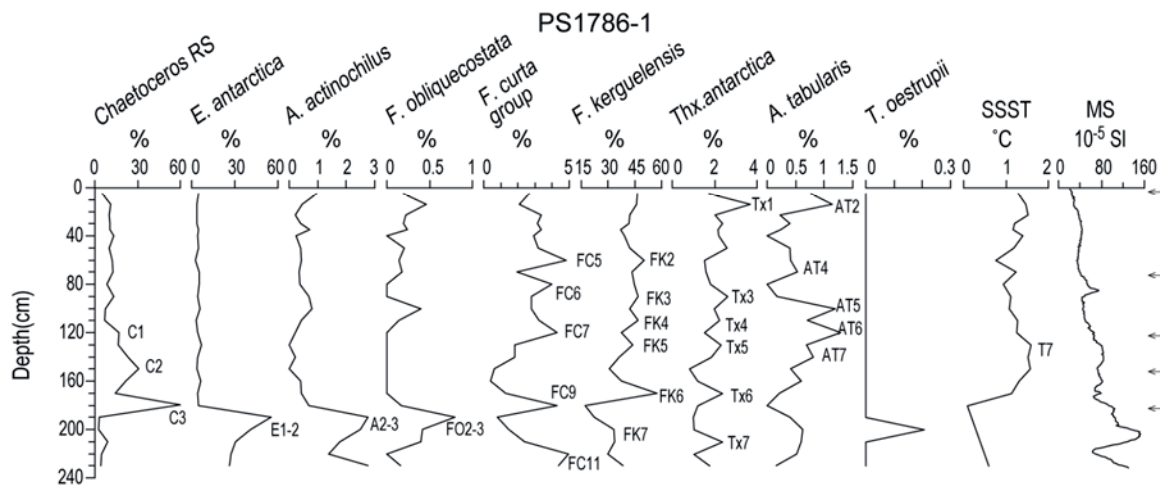 PS1786-1
Chaetoceros RS
E. antarctica
A. actinochilus
F. obliquecostata
F. curta
group
F. kerguelensis
Thx.antarctica
A. tabularis
T. oestrupii
SSST
MS
% % % % % % % % % °C 10⁻⁵ SI
0 30 60 0 30 60 0 1 2 3 0 0.5 1 0 5 15 30 45 60 0 2 4 0 0.5 1 1.5 0 0.3 0 1 2 0 80 160
Depth(cm)
0
40
80
120
160
200
240
C1
C2
C3
E1-2
A2-3
FO2-3
FC5
FC6
FC7
FC9
FC11
FK2
FK3
FK4
FK5
FK6
FK7
Tx1
Tx3
Tx4
Tx5
Tx6
Tx7
AT2
AT4
AT5
AT6
AT7
T7